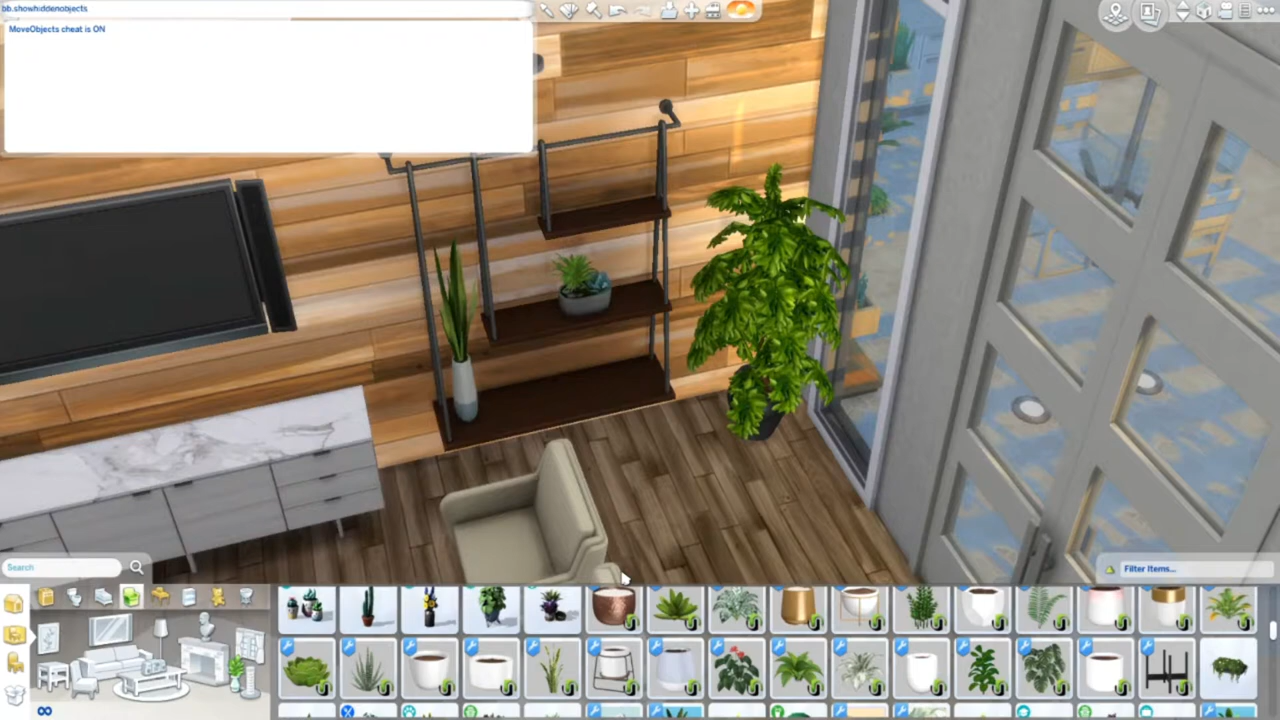 bb.showhiddenobjects
MoveObjects cheat is ON
Search
Filter Items...